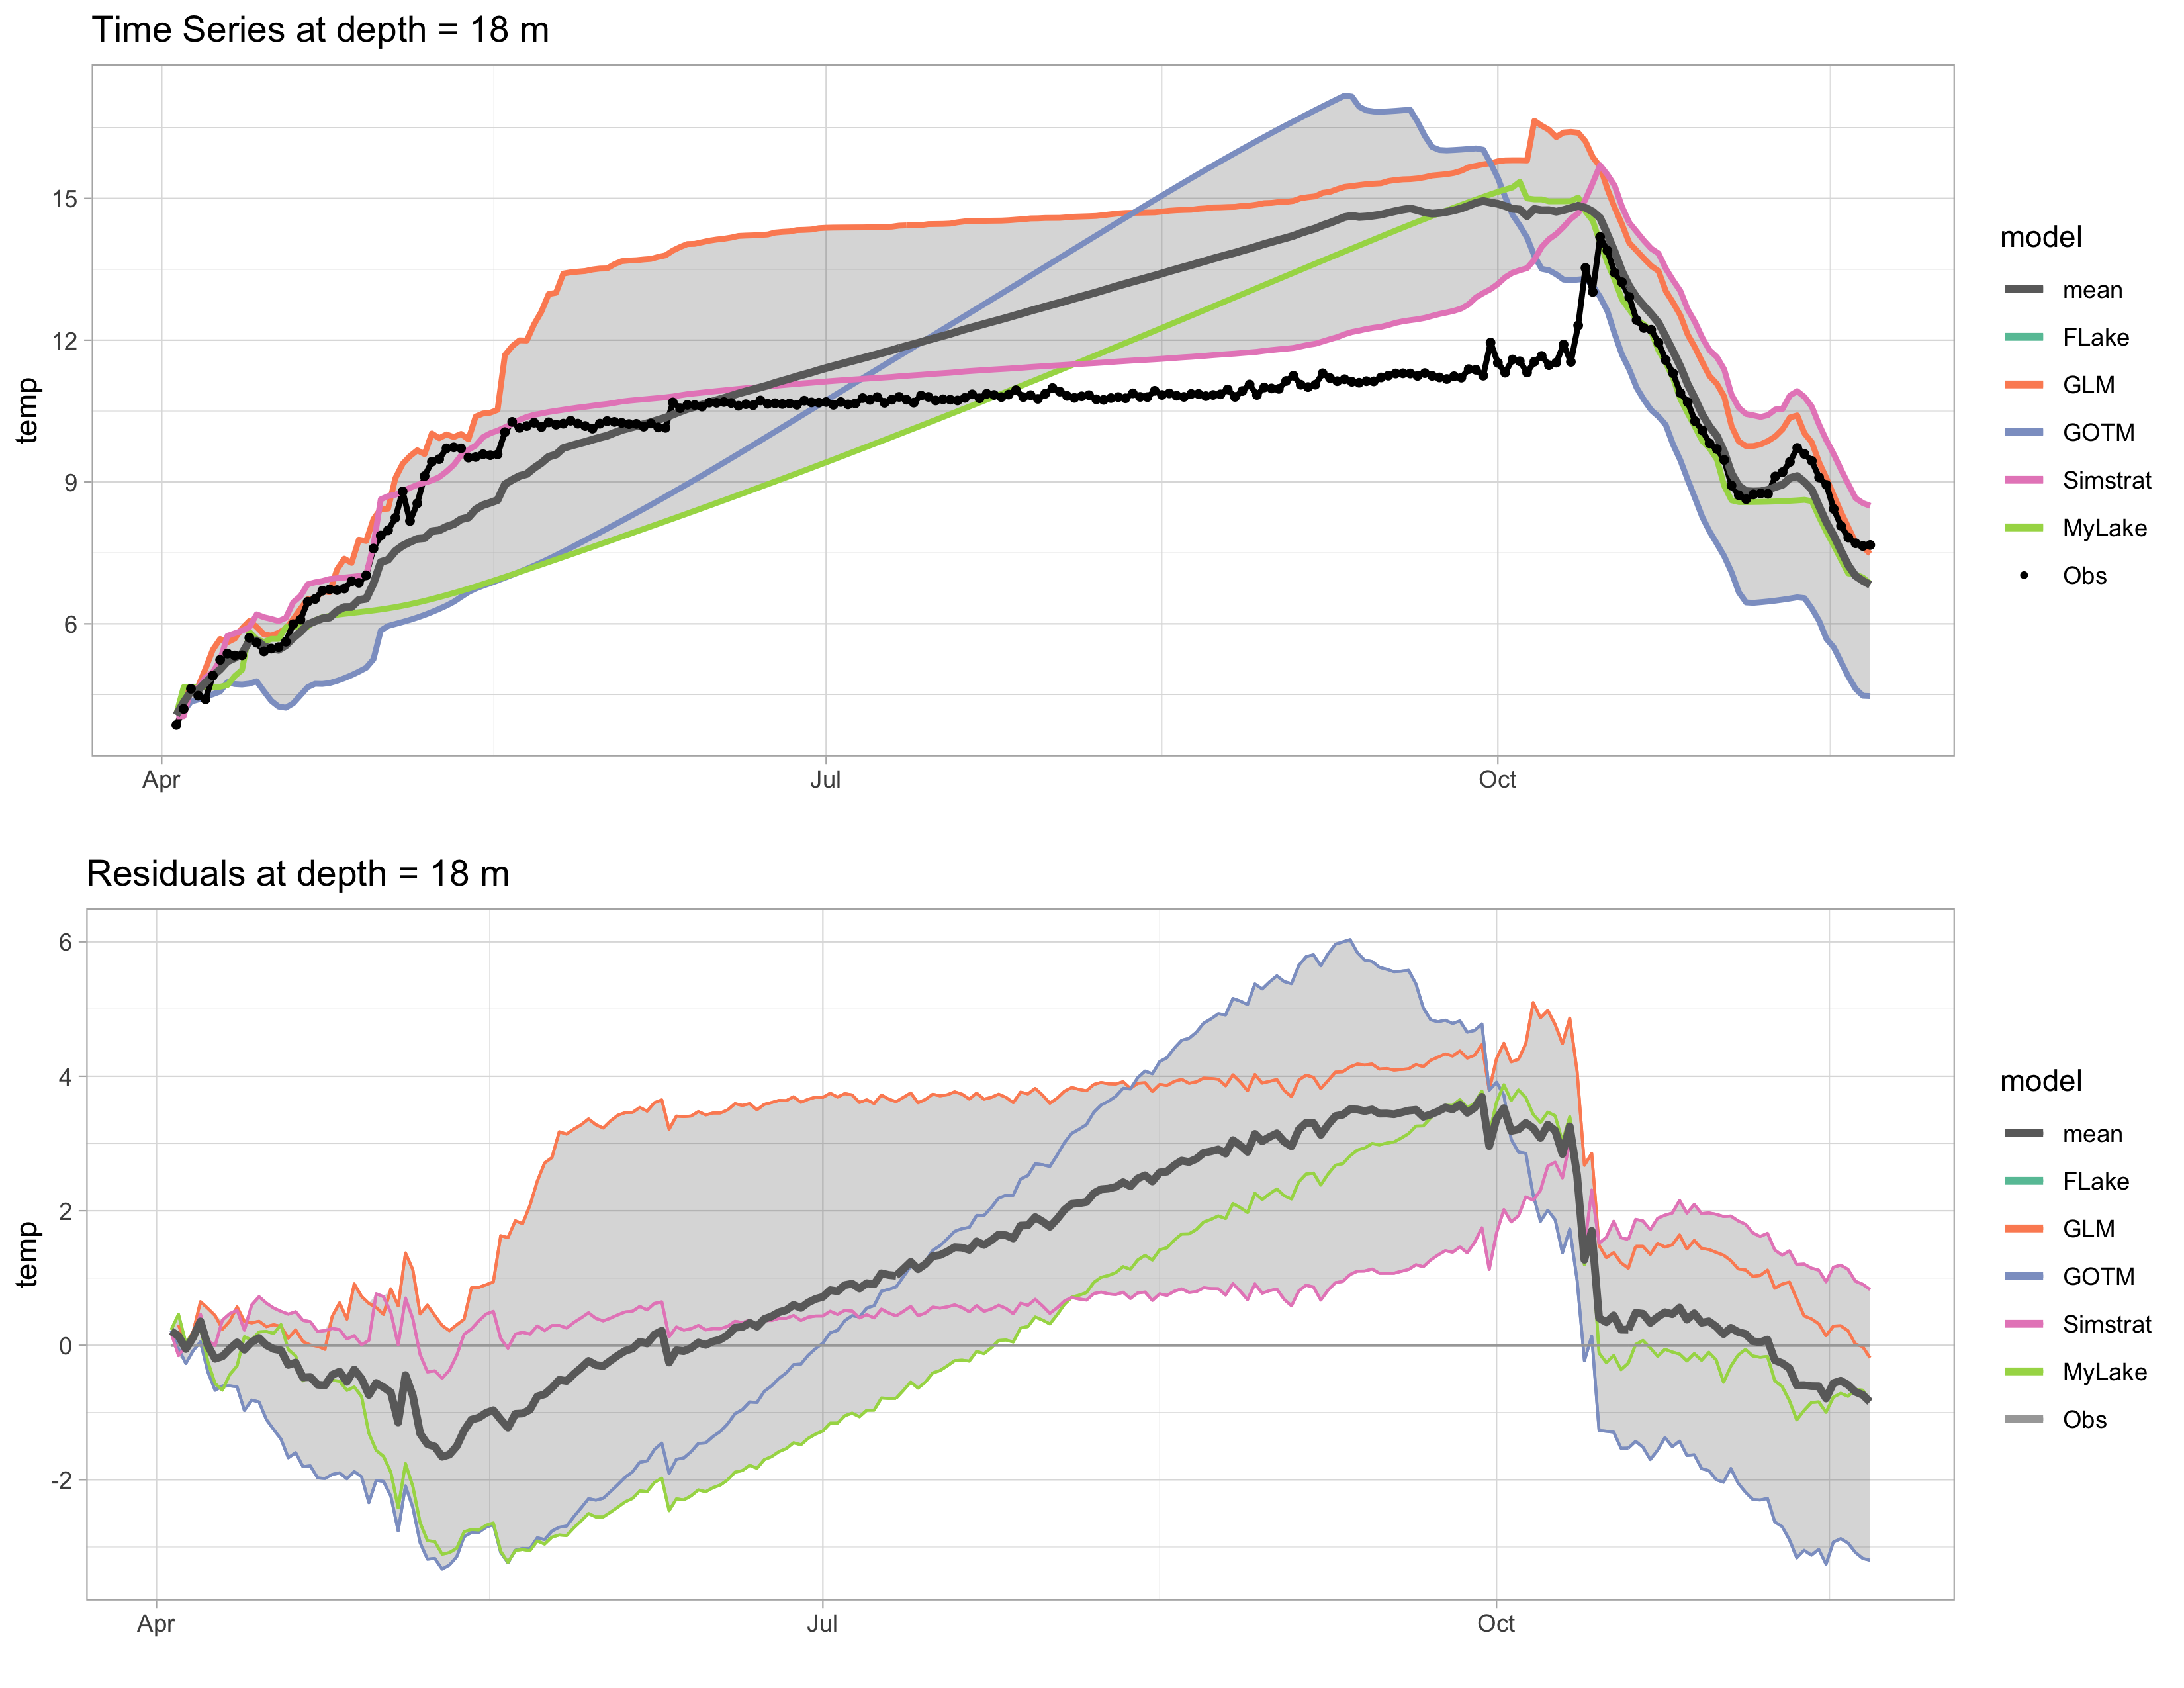 Time Series at depth = 18 m
temp
15
12
9
6
Apr
Jul
Oct
model
mean
FLake
GLM
GOTM
Simstrat
MyLake
Obs
Residuals at depth = 18 m
temp
6
4
2
0
-2
Apr
Jul
Oct
model
mean
FLake
GLM
GOTM
Simstrat
MyLake
Obs